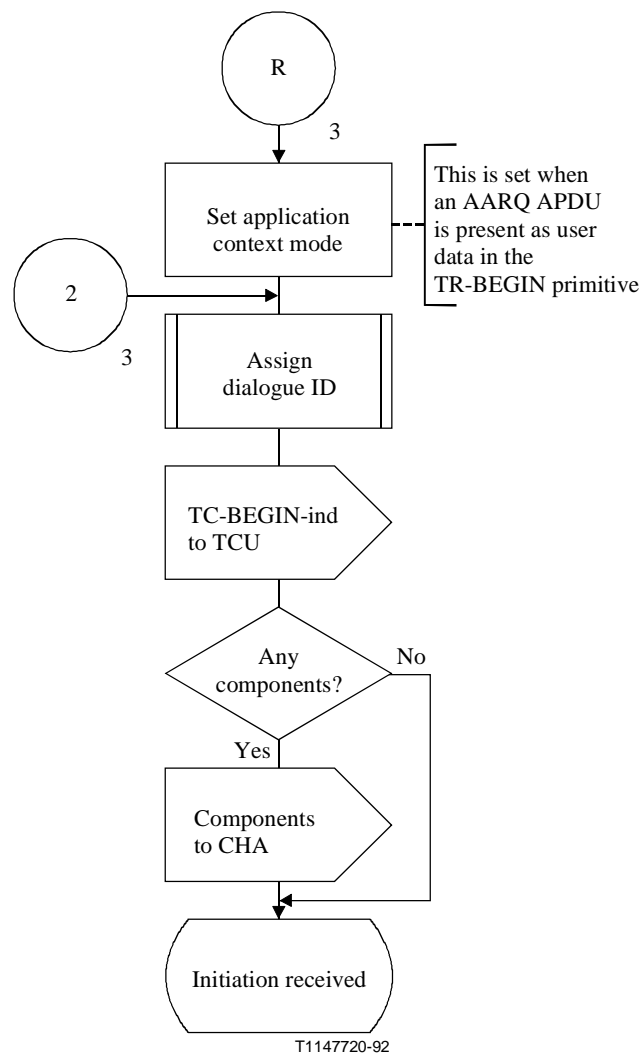 R
3
Set application
context mode
This is set when
an AARQ APDU
is present as user
data in the
TR-BEGIN primitive
2
3
Assign
dialogue ID
TC-BEGIN-ind
to TCU
Any
components?
No
Yes
Components
to CHA
Initiation received
T1147720-92